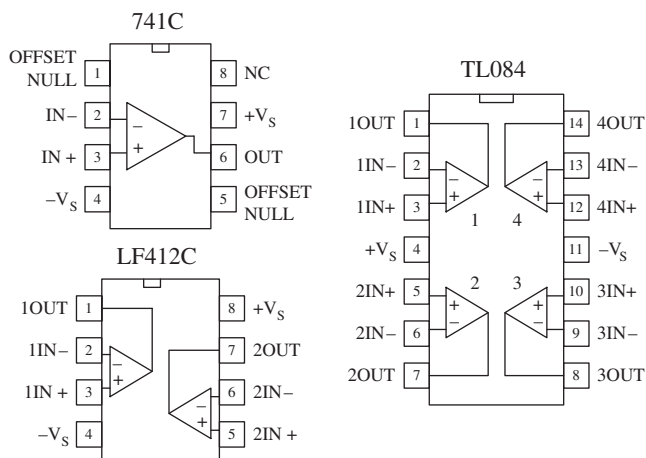 741C
OFFSET
NULL 1 8 NC
IN− 2 − 7 +VS
IN + 3 + 6 OUT
−VS 4 5 OFFSET
NULL
LF412C
1OUT 1 8 +VS
1IN− 2 − 7 2OUT
1IN + 3 + − 6 2IN−
−VS 4 + 5 2IN +
TL084
1OUT 1 14 4OUT
1IN− 2 − − 13 4IN−
1IN+ 3 + + 12 4IN+
1 4
+VS 4 11 −VS
2 3
2IN+ 5 + + 10 3IN+
2IN− 6 − − 9 3IN−
2OUT 7 8 3OUT